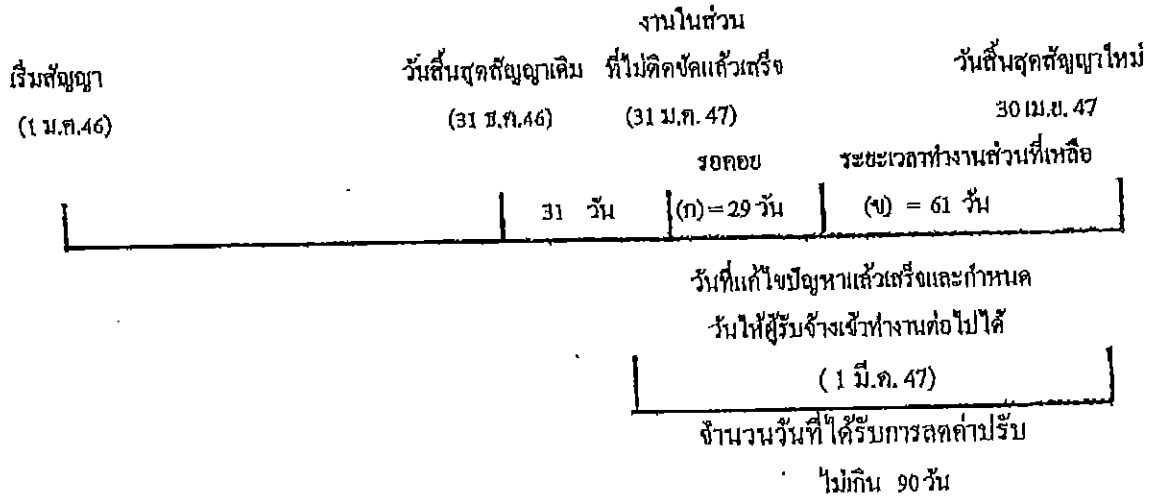 งานในส่วน
เริ่มสัญญา วันสิ้นสุดสัญญาเดิม ที่ไม่ติดขัดแล้วเสร็จ วันสิ้นสุดสัญญาใหม่
(1 ม.ค.46) (31 ธ.ค.46) (31 ม.ค. 47) 30 เม.ย. 47
รอคอย ระยะเวลาทำงานส่วนที่เหลือ
31 วัน (ก) = 29 วัน (ข) = 61 วัน
วันที่แก้ไขปัญหาแล้วเสร็จและกำหนด
วันให้ผู้รับจ้างเข้าทำงานต่อไปได้
( 1 มี.ค. 47)
จำนวนวันที่ได้รับการลดค่าปรับ
ไม่เกิน 90 วัน